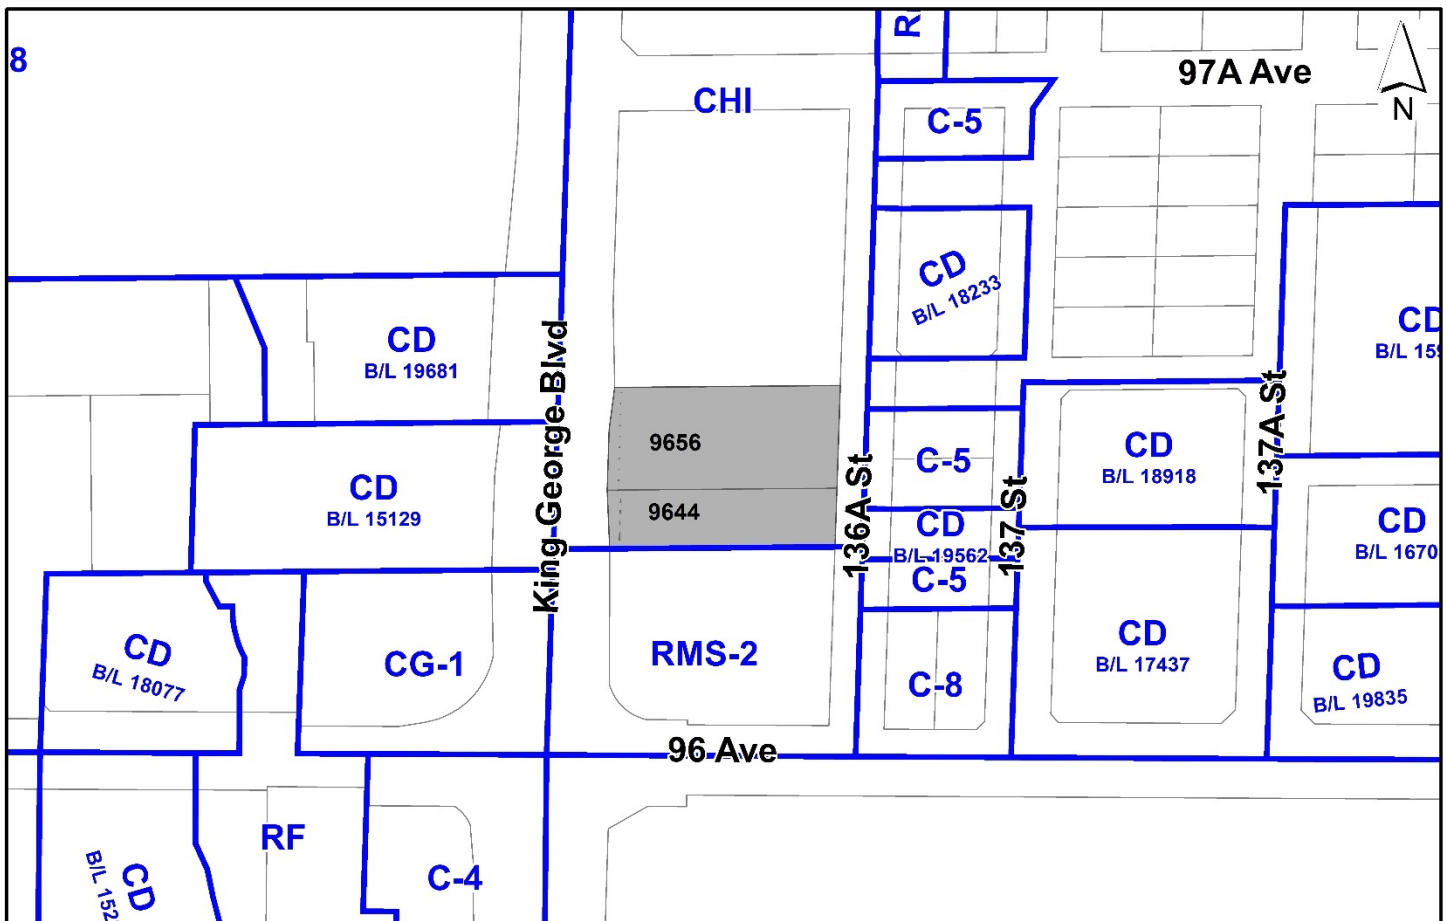 8
R
97A Ave
N
CHI
C-5
CD
B/L 18233
CD
B/L 19681
CD
B/L 159
King George Blvd
9656
136A St
C-5
137 St
CD
B/L 18918
137A St
CD
B/L 15129
9644
CD
B/L 19562
C-5
CD
B/L 1670
CD
B/L 18077
CG-1
RMS-2
C-8
CD
B/L 17437
CD
B/L 19835
96 Ave
RF
C-4
CD
B/L 152